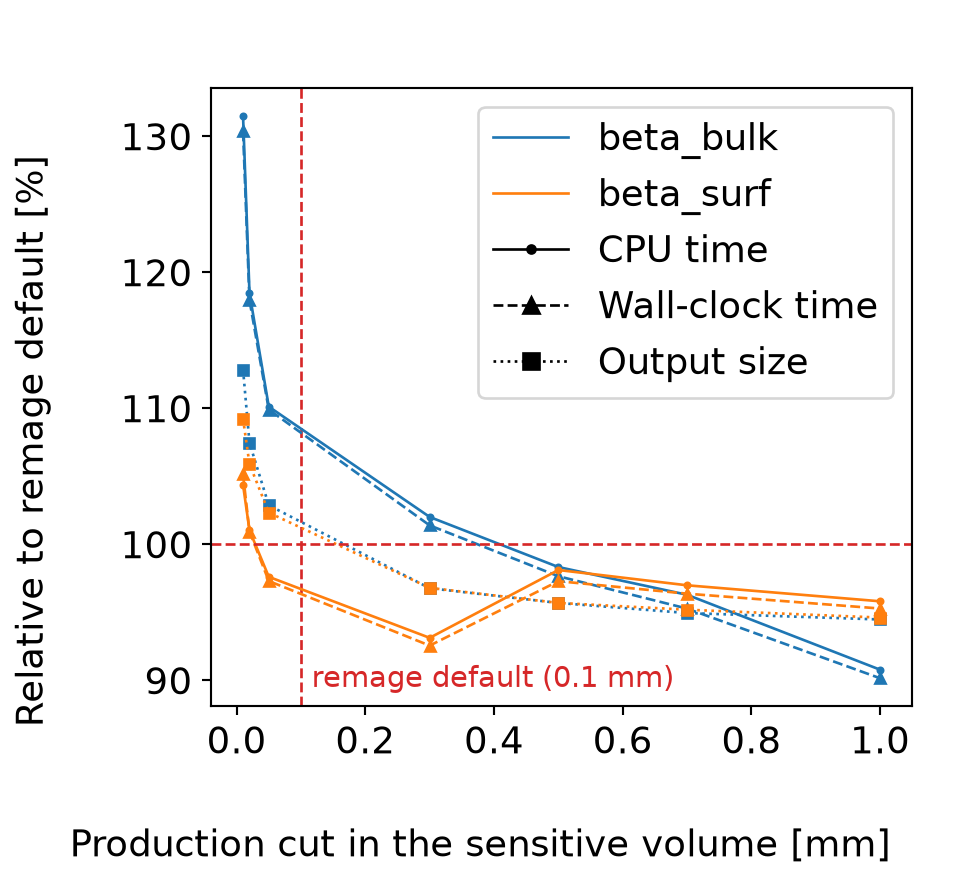 Relative to remage default [%]
130
120
110
100
90
beta_bulk
beta_surf
CPU time
Wall-clock time
Output size
remage default (0.1 mm)
0.0 0.2 0.4 0.6 0.8 1.0
Production cut in the sensitive volume [mm]